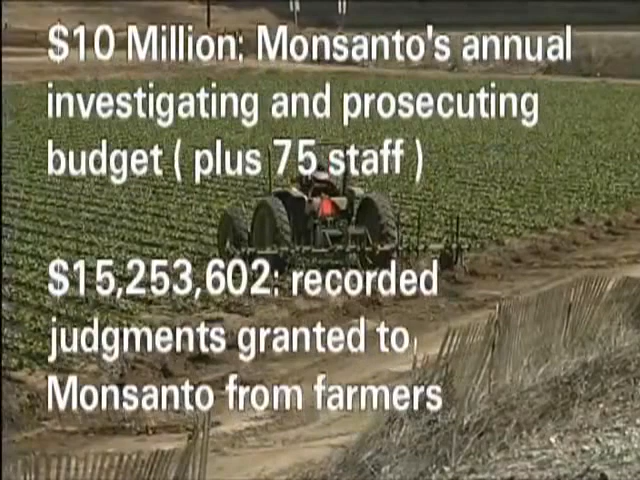 $10 Million: Monsanto's annual
investigating and prosecuting
budget ( plus 75 staff )
$15,253,602: recorded
judgments granted to
Monsanto from farmers